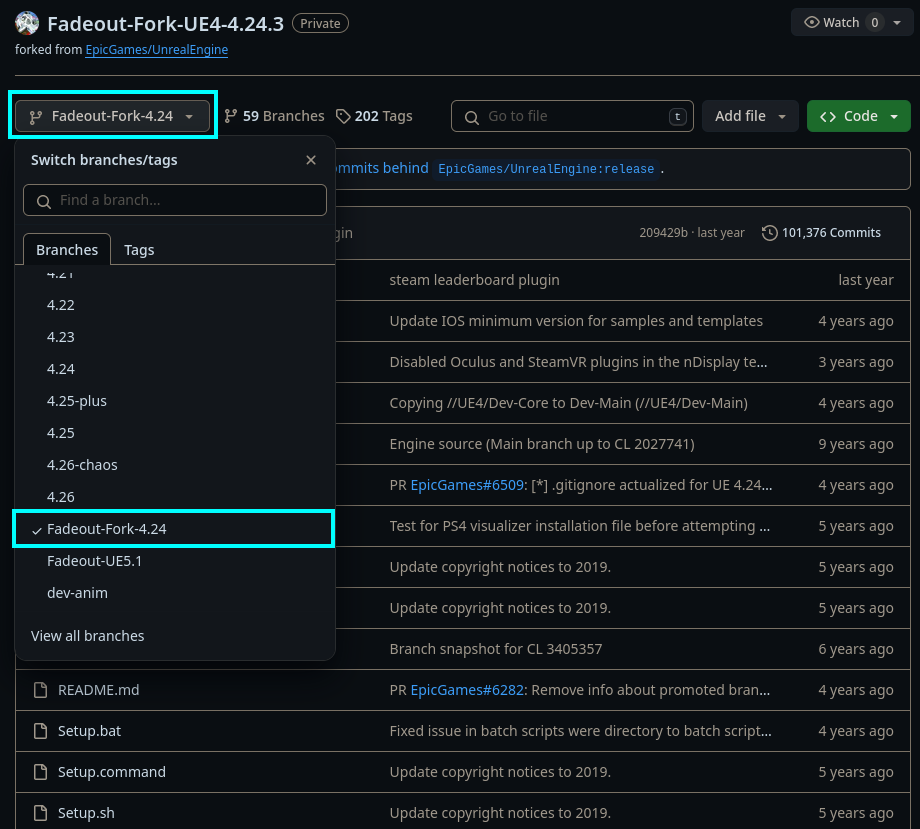 Fadeout-Fork-UE4-4.24.3 Private Watch 0
forked from EpicGames/UnrealEngine
Fadeout-Fork-4.24 59 Branches 202 Tags Go to file t Add file Code
Switch branches/tags
ommits behind EpicGames/UnrealEngine:release .
Find a branch...
gin 209429b · last year 101,376 Commits
Branches Tags
4.21
steam leaderboard plugin last year
4.22
Update IOS minimum version for samples and templates 4 years ago
4.23
Disabled Oculus and SteamVR plugins in the nDisplay te... 3 years ago
4.24
4.25-plus
Copying //UE4/Dev-Core to Dev-Main (//UE4/Dev-Main) 4 years ago
4.25
Engine source (Main branch up to CL 2027741) 9 years ago
4.26-chaos
PR EpicGames#6509: [*] .gitignore actualized for UE 4.24... 4 years ago
4.26
Fadeout-Fork-4.24
Test for PS4 visualizer installation file before attempting ... 5 years ago
Fadeout-UE5.1
Update copyright notices to 2019. 5 years ago
dev-anim
Update copyright notices to 2019. 5 years ago
View all branches
Branch snapshot for CL 3405357 6 years ago
README.md PR EpicGames#6282: Remove info about promoted bran... 4 years ago
Setup.bat Fixed issue in batch scripts were directory to batch script... 4 years ago
Setup.command Update copyright notices to 2019. 5 years ago
Setup.sh Update copyright notices to 2019. 5 years ago